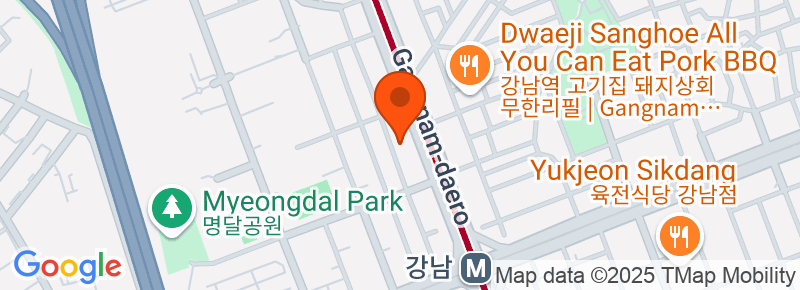 Dwaeji Sanghoe All
You Can Eat Pork BBQ
강남역 고기집 돼지상회
무한리필 | Gangnam…
Gangnam-daero
Yukjeon Sikdang
육전식당 강남점
Myeongdal Park
명달공원
강남
M
Google
Map data ©2025 TMap Mobility